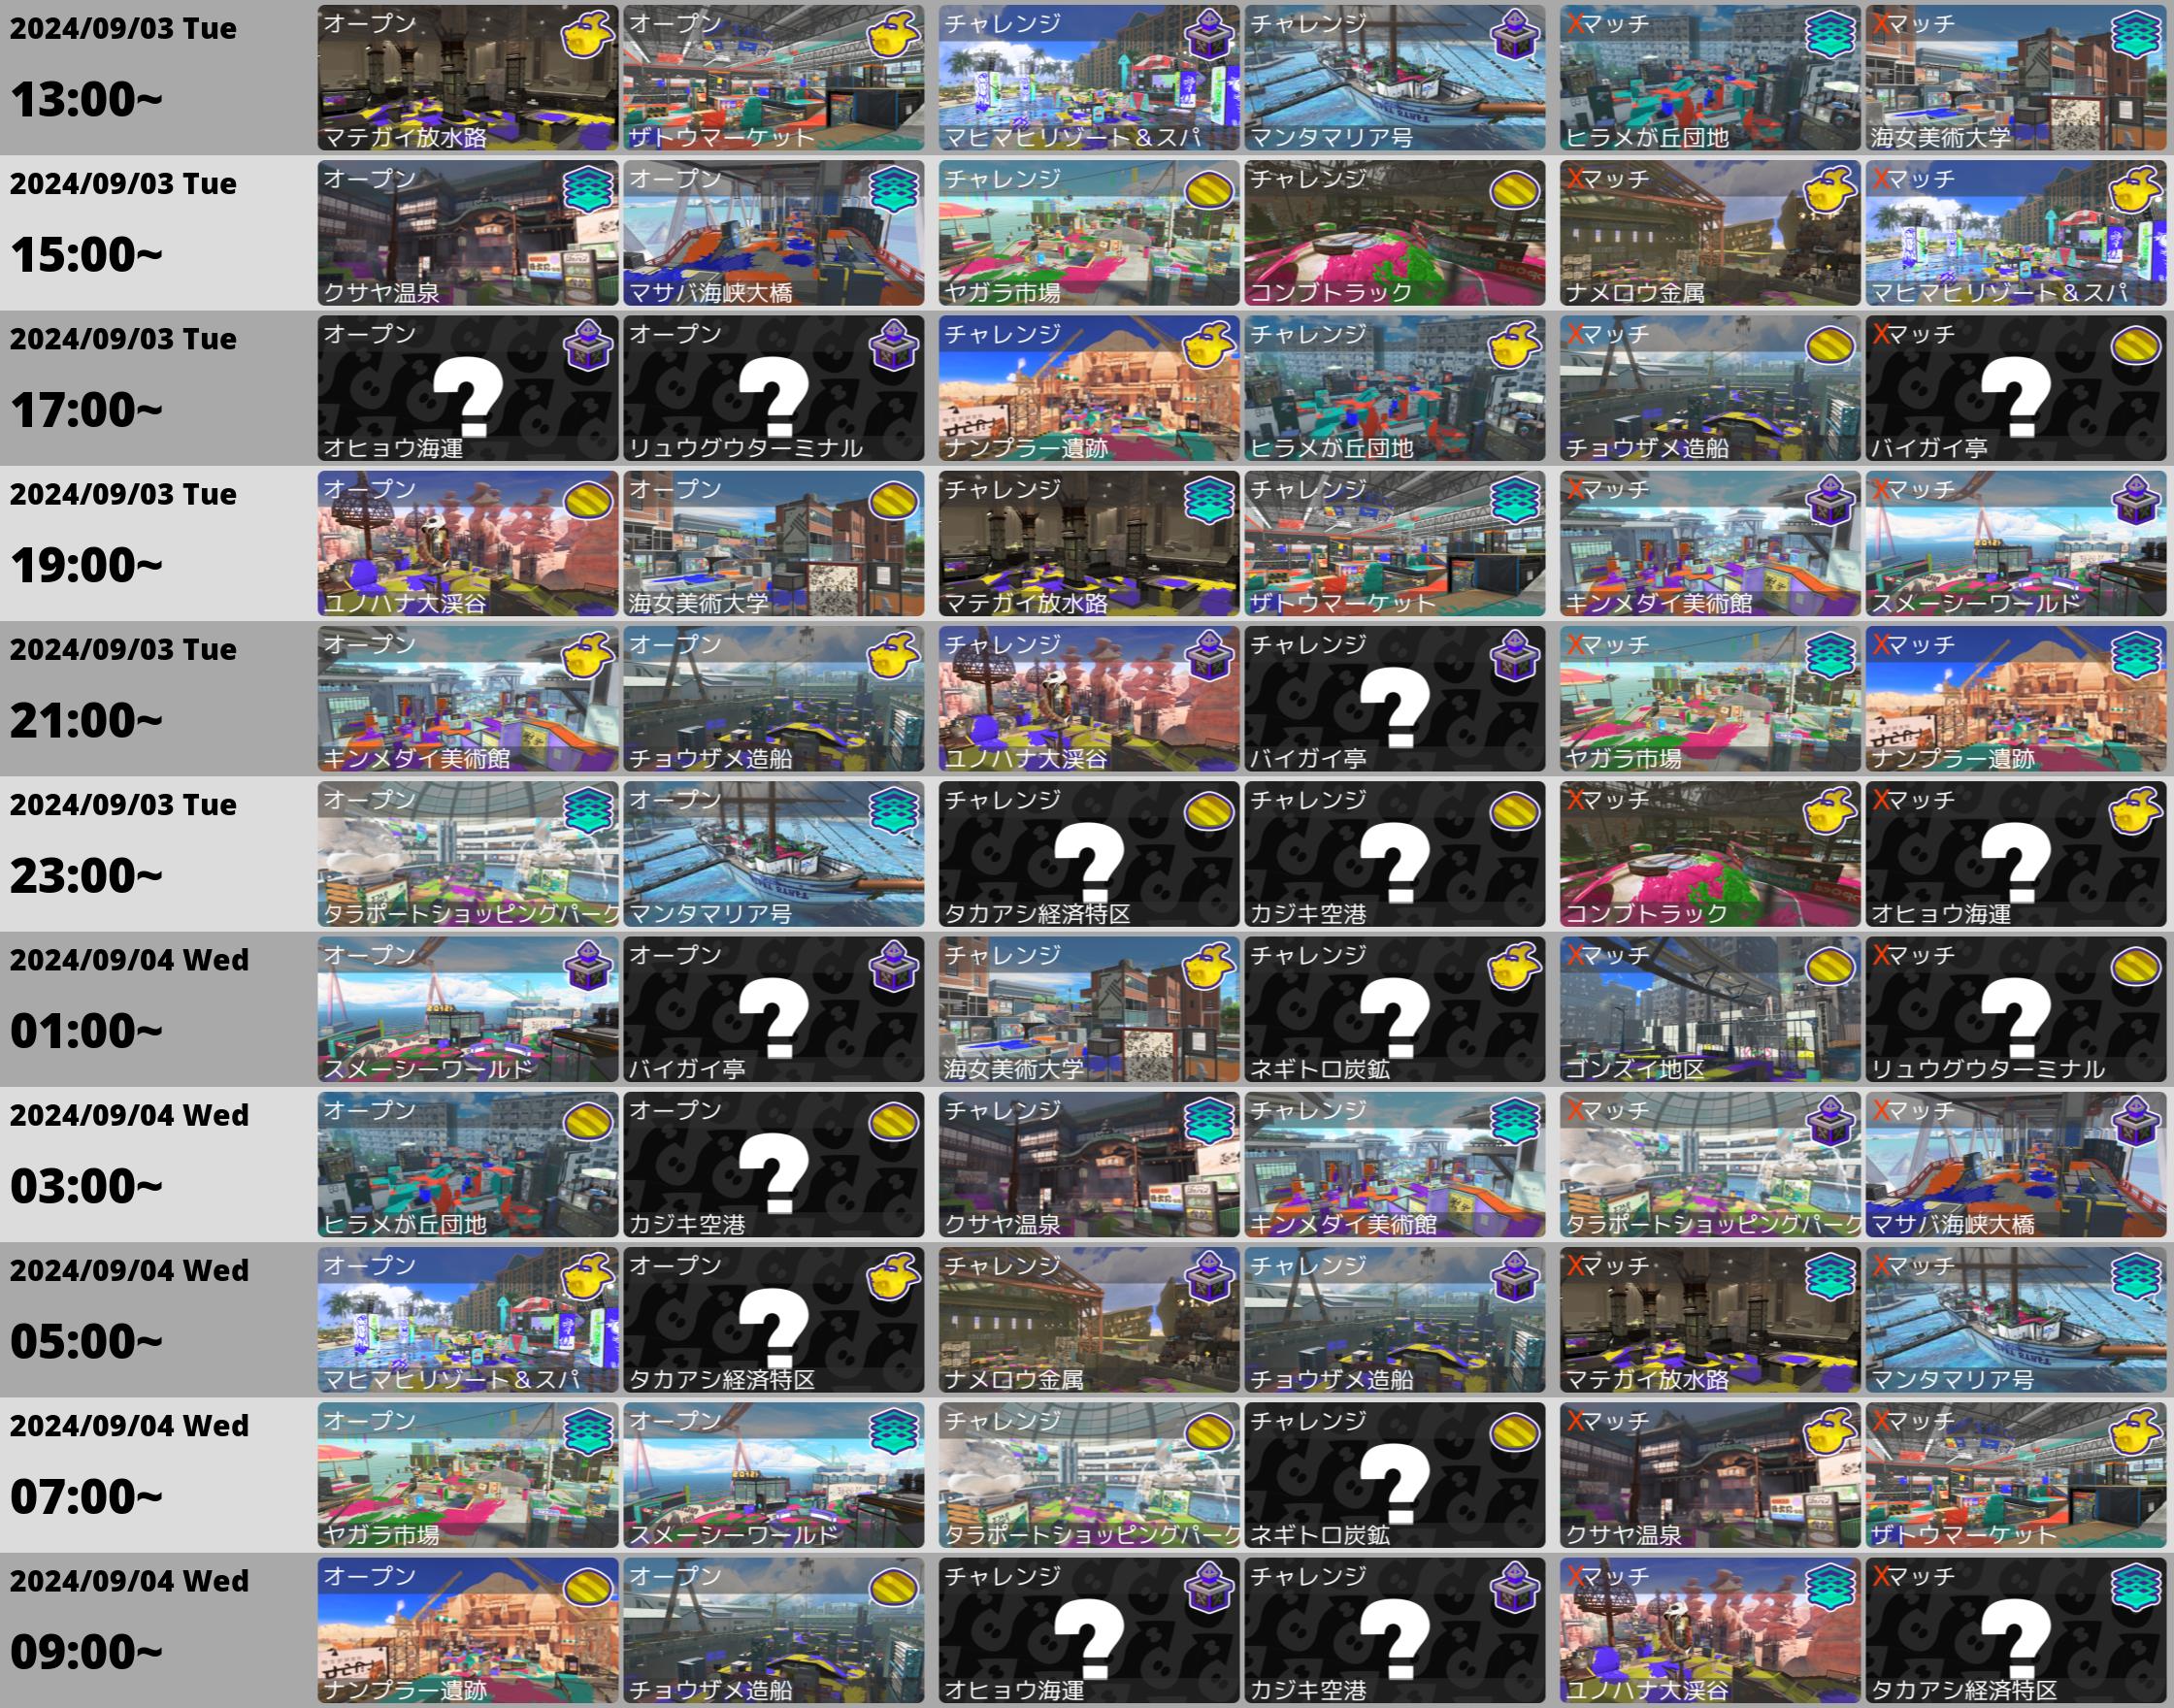 2024/09/03 Tue
13:00~
オープン オープン チャレンジ チャレンジ Xマッチ Xマッチ
マテガイ放水路 ザトウマーケット マヒマヒリゾート＆スパ マンタマリア号 ヒラメが丘団地 海女美術大学
2024/09/03 Tue
15:00~
オープン オープン チャレンジ チャレンジ Xマッチ Xマッチ
クサヤ温泉 マサバ海峡大橋 ヤガラ市場 コンブトラック ナメロウ金属 マヒマヒリゾート＆スパ
2024/09/03 Tue
17:00~
オープン オープン チャレンジ チャレンジ Xマッチ Xマッチ
? ? ?
オヒョウ海運 リュウグウターミナル ナンプラー遺跡 ヒラメが丘団地 チョウザメ造船 バイガイ亭
2024/09/03 Tue
19:00~
オープン オープン チャレンジ チャレンジ Xマッチ Xマッチ
ユノハナ大渓谷 海女美術大学 マテガイ放水路 ザトウマーケット キンメダイ美術館 スメーシーワールド
2024/09/03 Tue
21:00~
オープン オープン チャレンジ チャレンジ Xマッチ Xマッチ
?
キンメダイ美術館 チョウザメ造船 ユノハナ大渓谷 バイガイ亭 ヤガラ市場 ナンプラー遺跡
2024/09/03 Tue
23:00~
オープン オープン チャレンジ チャレンジ Xマッチ Xマッチ
? ? ?
タラポートショッピングパーク マンタマリア号 タカアシ経済特区 カジキ空港 コンブトラック オヒョウ海運
2024/09/04 Wed
01:00~
オープン オープン チャレンジ チャレンジ Xマッチ Xマッチ
? ? ?
スメーシーワールド バイガイ亭 海女美術大学 ネギトロ炭鉱 ゴンズイ地区 リュウグウターミナル
2024/09/04 Wed
03:00~
オープン オープン チャレンジ チャレンジ Xマッチ Xマッチ
?
ヒラメが丘団地 カジキ空港 クサヤ温泉 キンメダイ美術館 タラポートショッピングパーク マサバ海峡大橋
2024/09/04 Wed
05:00~
オープン オープン チャレンジ チャレンジ Xマッチ Xマッチ
?
マヒマヒリゾート＆スパ タカアシ経済特区 ナメロウ金属 チョウザメ造船 マテガイ放水路 マンタマリア号
2024/09/04 Wed
07:00~
オープン オープン チャレンジ チャレンジ Xマッチ Xマッチ
?
ヤガラ市場 スメーシーワールド タラポートショッピングパーク ネギトロ炭鉱 クサヤ温泉 ザトウマーケット
2024/09/04 Wed
09:00~
オープン オープン チャレンジ チャレンジ Xマッチ Xマッチ
? ? ?
ナンプラー遺跡 チョウザメ造船 オヒョウ海運 カジキ空港 ユノハナ大渓谷 タカアシ経済特区